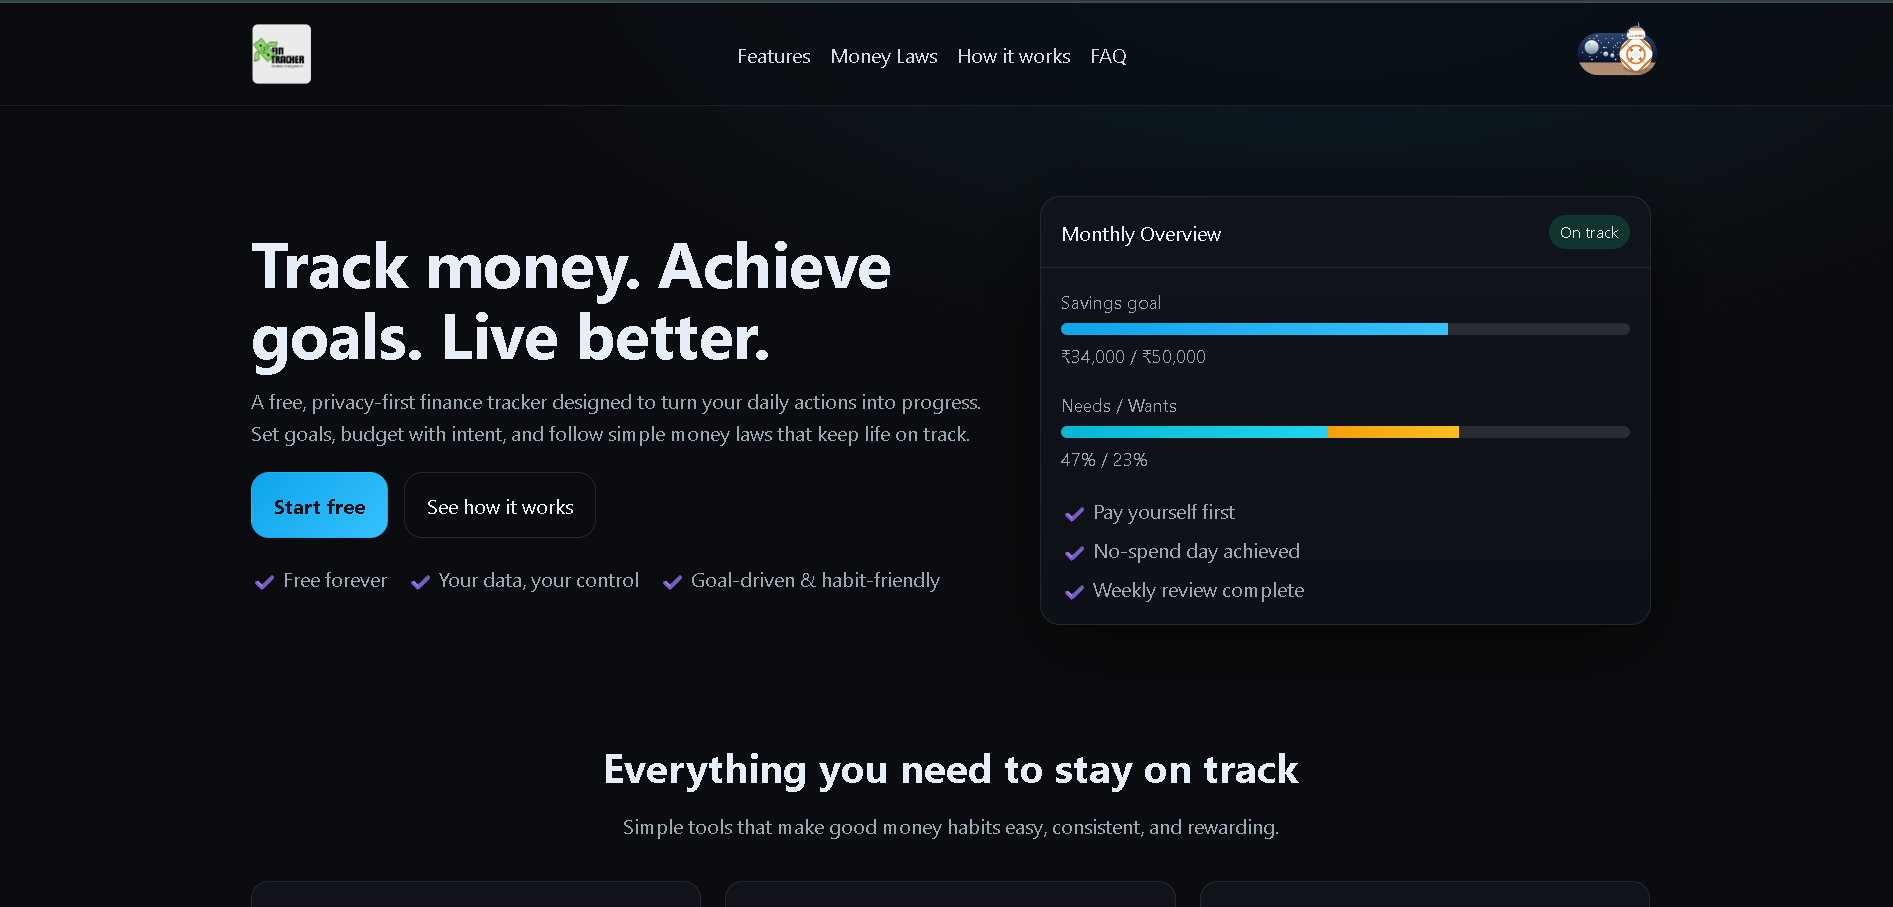 FIN
TRACKER
Features Money Laws How it works FAQ
Track money. Achieve
goals. Live better.
A free, privacy-first finance tracker designed to turn your daily actions into progress.
Set goals, budget with intent, and follow simple money laws that keep life on track.
Start free See how it works
Free forever Your data, your control Goal-driven & habit-friendly
Monthly Overview On track
Savings goal
₹34,000 / ₹50,000
Needs / Wants
47% / 23%
Pay yourself first
No-spend day achieved
Weekly review complete
Everything you need to stay on track
Simple tools that make good money habits easy, consistent, and rewarding.